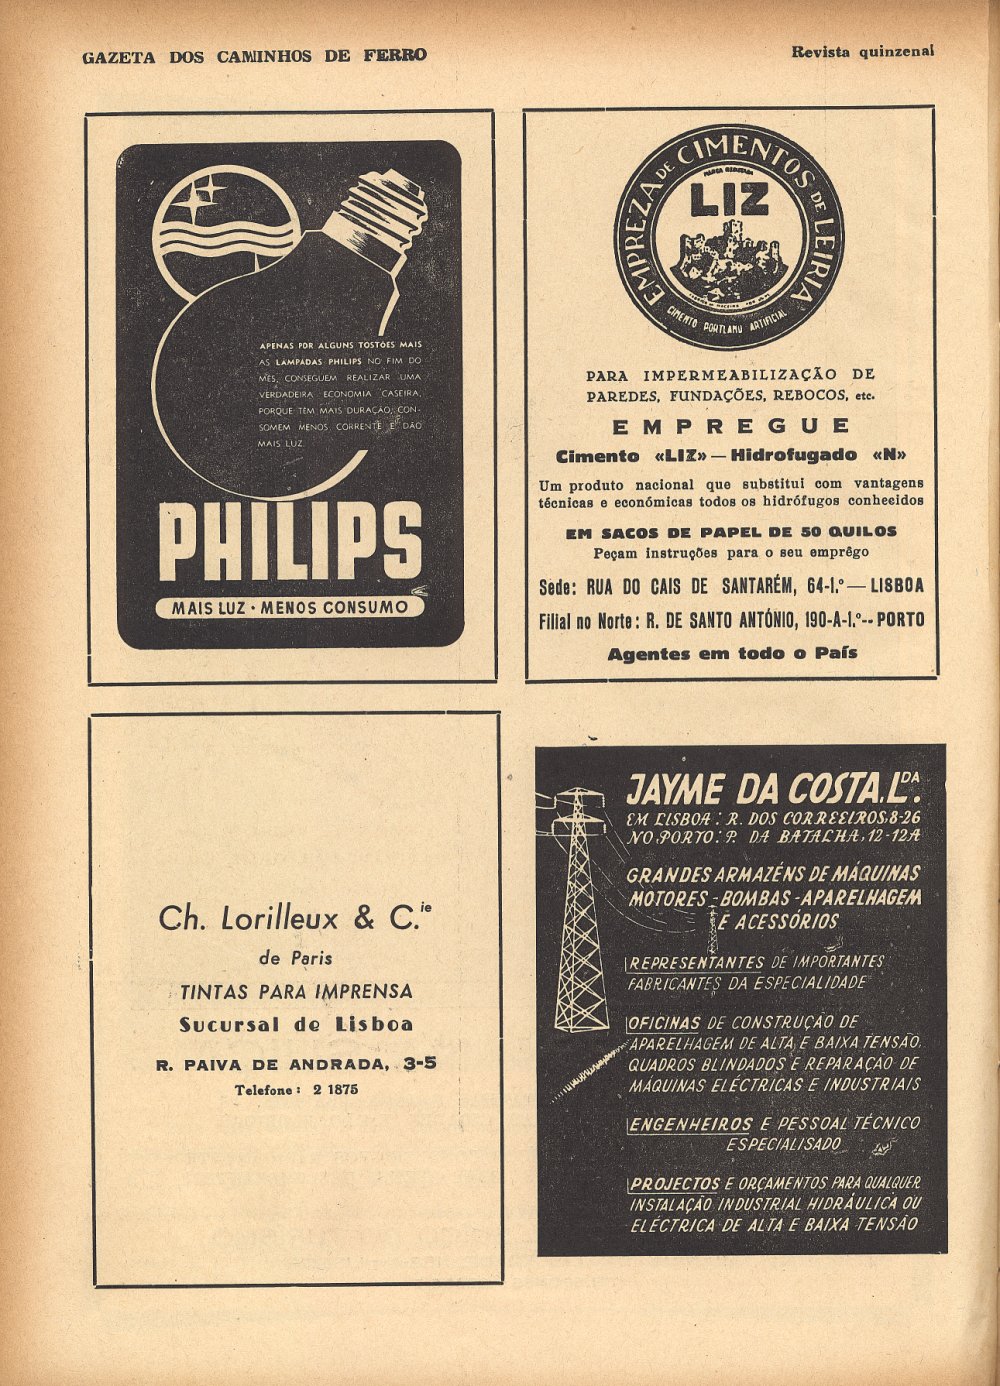 GAZETA DOS CAMINHOS DE FERRO
Revista quinzenal
APENAS POR ALGUNS TOSTÕES MAIS
AS LÂMPADAS PHILIPS NO FIM DO
MÊS, CONSEGUEM REALIZAR UMA
VERDADEIRA ECONOMIA CASEIRA,
PORQUE TÊM MAIS DURAÇÃO, CON-
SOMEM MENOS CORRENTE E DÃO
MAIS LUZ.
PHILIPS
MAIS LUZ · MENOS CONSUMO
EMPREZA DE CIMENTOS DE LEIRIA
MARCA REGISTADA
LIZ
CIMENTO PORTLAND ARTIFICIAL
PARA IMPERMEABILIZAÇÃO DE
PAREDES, FUNDAÇÕES, REBOCOS, etc.
EMPREGUE
Cimento «LIZ» — Hidrofugado «N»
Um produto nacional que substitui com vantagens
técnicas e económicas todos os hidrófugos conhecidos
EM SACOS DE PAPEL DE 50 QUILOS
Peçam instruções para o seu emprêgo
Sede: RUA DO CAIS DE SANTARÉM, 64-1.º — LISBOA
Filial no Norte: R. DE SANTO ANTÓNIO, 190-A-1.º -- PORTO
Agentes em todo o País
Ch. Lorilleux & C.ie
de Paris
TINTAS PARA IMPRENSA
Sucursal de Lisboa
R. PAIVA DE ANDRADA, 3-5
Telefone: 2 1875
JAYME DA COSTA, L.DA
EM LISBOA: R. DOS CORREEIROS, 8-26
NO PORTO: P. DA BATALHA, 12-12A
GRANDES ARMAZÉNS DE MÁQUINAS
MOTORES - BOMBAS - APARELHAGEM
E ACESSÓRIOS
REPRESENTANTES DE IMPORTANTES
FABRICANTES DA ESPECIALIDADE
OFICINAS DE CONSTRUÇÃO DE
APARELHAGEM DE ALTA E BAIXA TENSÃO.
QUADROS BLINDADOS E REPARAÇÃO DE
MÁQUINAS ELÉCTRICAS E INDUSTRIAIS
ENGENHEIROS E PESSOAL TÉCNICO
ESPECIALISADO
PROJECTOS E ORÇAMENTOS PARA QUALQUER
INSTALAÇÃO INDUSTRIAL HIDRÁULICA OU
ELÉCTRICA DE ALTA E BAIXA TENSÃO